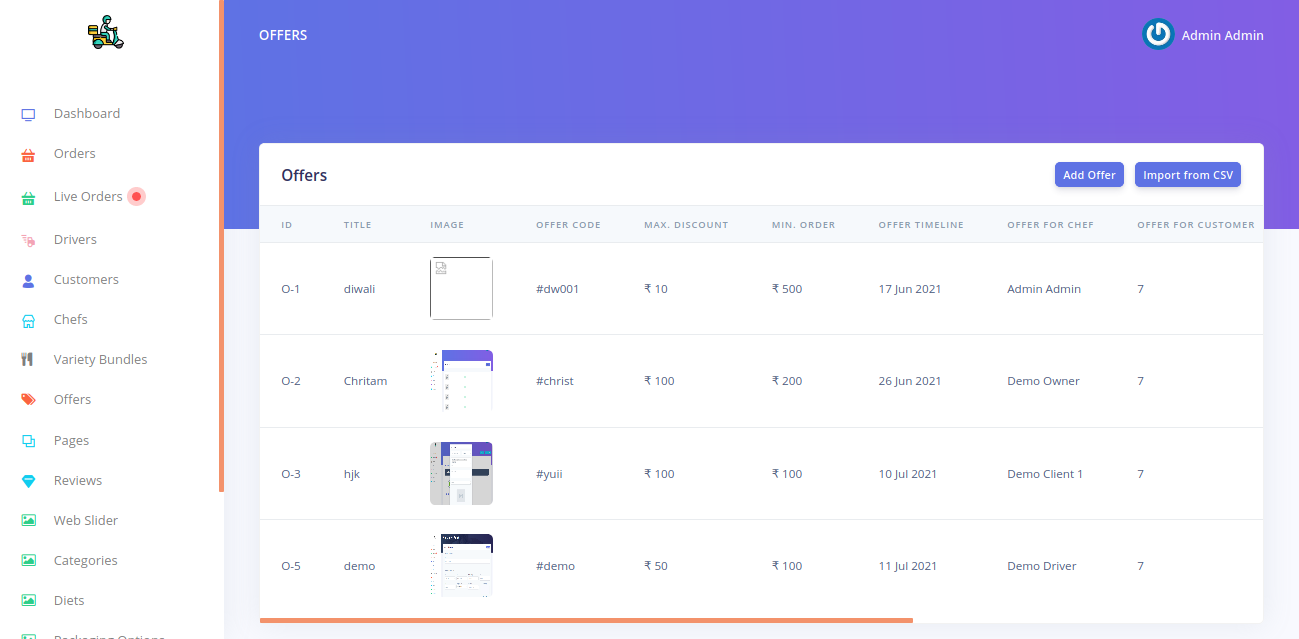 OFFERS
Admin Admin
Dashboard
Orders
Live Orders
Drivers
Customers
Chefs
Variety Bundles
Offers
Pages
Reviews
Web Slider
Categories
Diets
Packaging Options
Offers
Add Offer
Import from CSV
ID TITLE IMAGE OFFER CODE MAX. DISCOUNT MIN. ORDER OFFER TIMELINE OFFER FOR CHEF OFFER FOR CUSTOMER
O-1 diwali #dw001 ₹ 10 ₹ 500 17 Jun 2021 Admin Admin 7
O-2 Chritam #christ ₹ 100 ₹ 200 26 Jun 2021 Demo Owner 7
O-3 hjk #yuii ₹ 100 ₹ 100 10 Jul 2021 Demo Client 1 7
O-5 demo #demo ₹ 50 ₹ 100 11 Jul 2021 Demo Driver 7